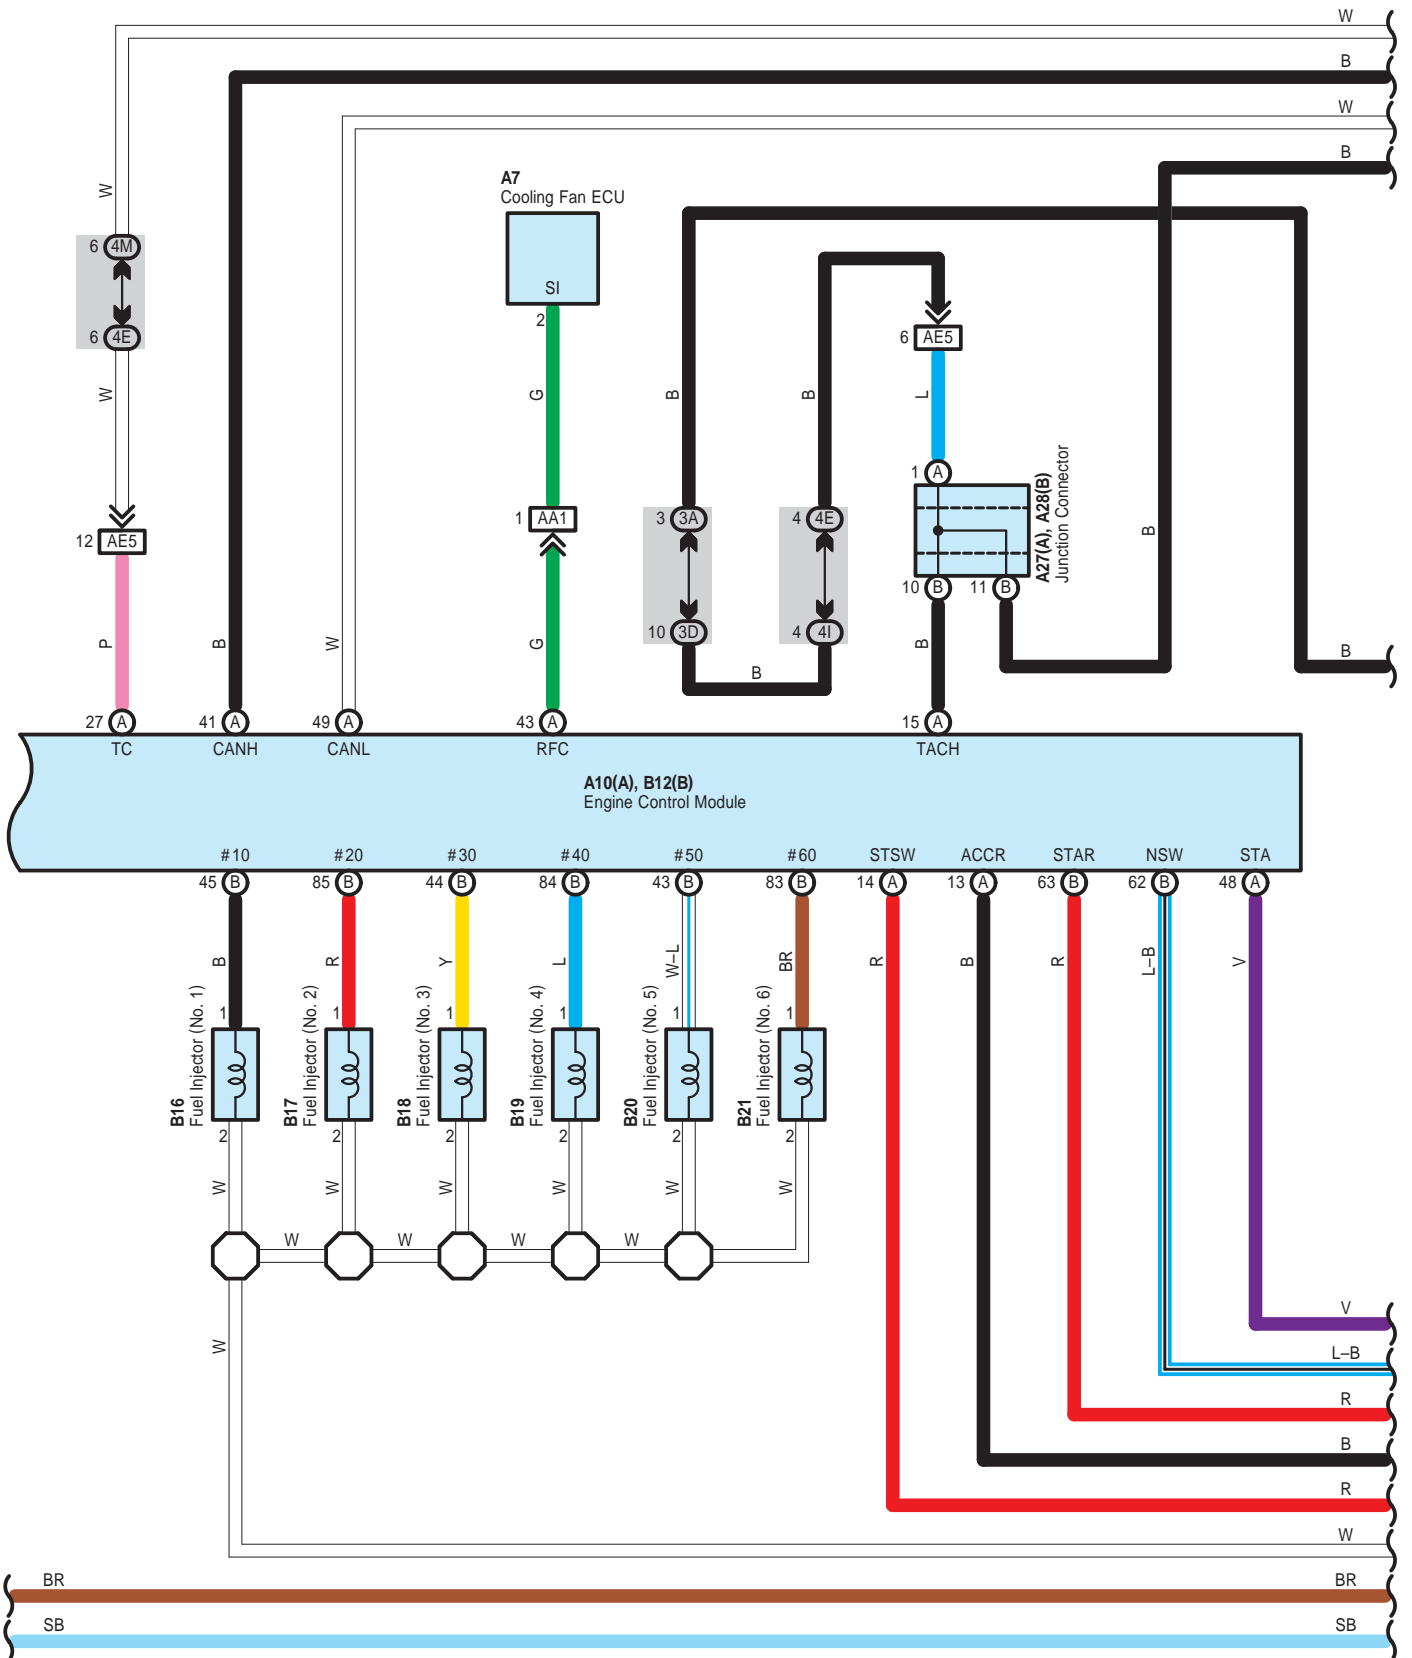 W
B
W
B
A7
Cooling Fan ECU
W
6 4M
SI
2
6 4E
6 AE5
W
G
B
B
L
1 A
A27(A), A28(B)
Junction Connector
1 AA1
3 3A
4 4E
B
12 AE5
10 B
11 B
10 3D
4 4I
P
B
W
G
B
B
B
27 A
41 A
49 A
43 A
15 A
TC
CANH
CANL
RFC
TACH
A10(A), B12(B)
Engine Control Module
#10
#20
#30
#40
#50
#60
STSW
ACCR
STAR
NSW
STA
45 B
85 B
44 B
84 B
43 B
83 B
14 A
13 A
63 B
62 B
48 A
B
R
Y
L
W–L
BR
R
B
R
L–B
V
1
1
1
1
1
1
B16
Fuel Injector (No. 1)
B17
Fuel Injector (No. 2)
B18
Fuel Injector (No. 3)
B19
Fuel Injector (No. 4)
B20
Fuel Injector (No. 5)
B21
Fuel Injector (No. 6)
2
2
2
2
2
2
W
W
W
W
W
W
W
W
W
W
W
V
L–B
R
B
R
W
BR
BR
SB
SB